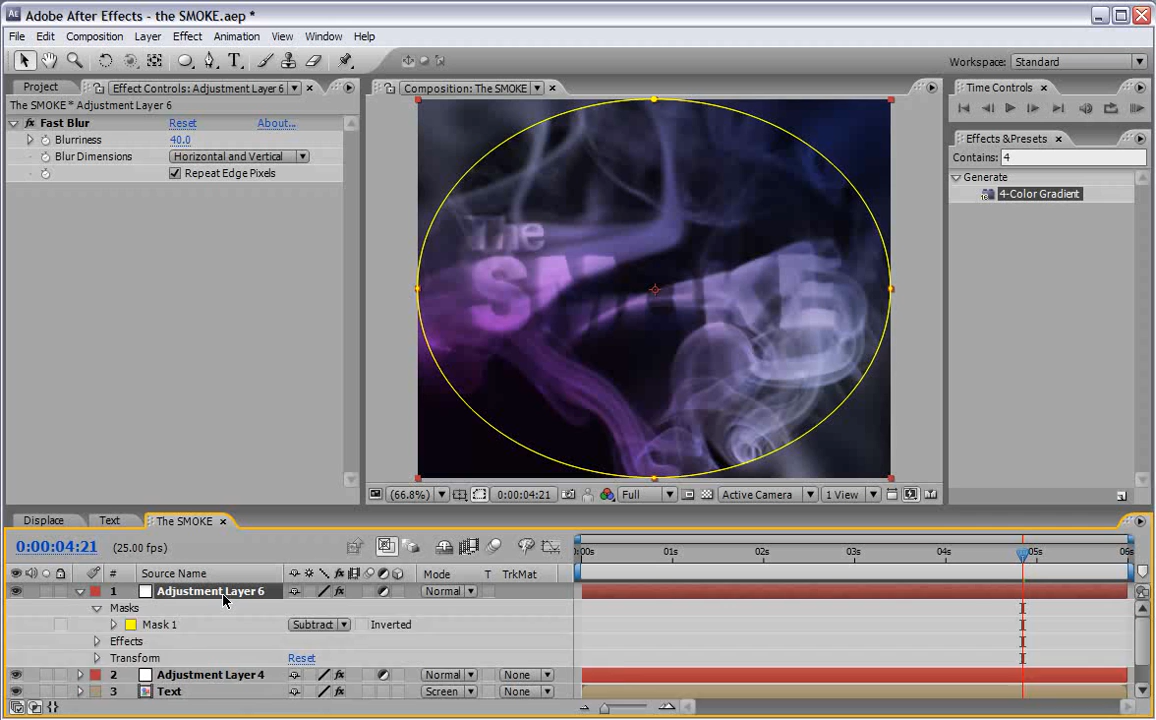 Adobe After Effects - the SMOKE.aep *
File Edit Composition Layer Effect Animation View Window Help
Workspace: Standard
Project Effect Controls: Adjustment Layer 6
Composition: The SMOKE
Time Controls
The SMOKE * Adjustment Layer 6
Fast Blur Reset About...
Blurriness 40.0
Blur Dimensions Horizontal and Vertical
Repeat Edge Pixels
Effects & Presets
Contains: 4
Generate
4-Color Gradient
The
SMOKE
(66.8%) 0:00:04:21 Full Active Camera 1 View
Displace Text The SMOKE
0:00:04:21 (25.00 fps)
:00s 01s 02s 03s 04s 05s 06s
# Source Name Mode T TrkMat
1 Adjustment Layer 6 Normal
Masks
Mask 1 Subtract Inverted
Effects
Transform Reset
2 Adjustment Layer 4 Normal None
3 Text Screen None